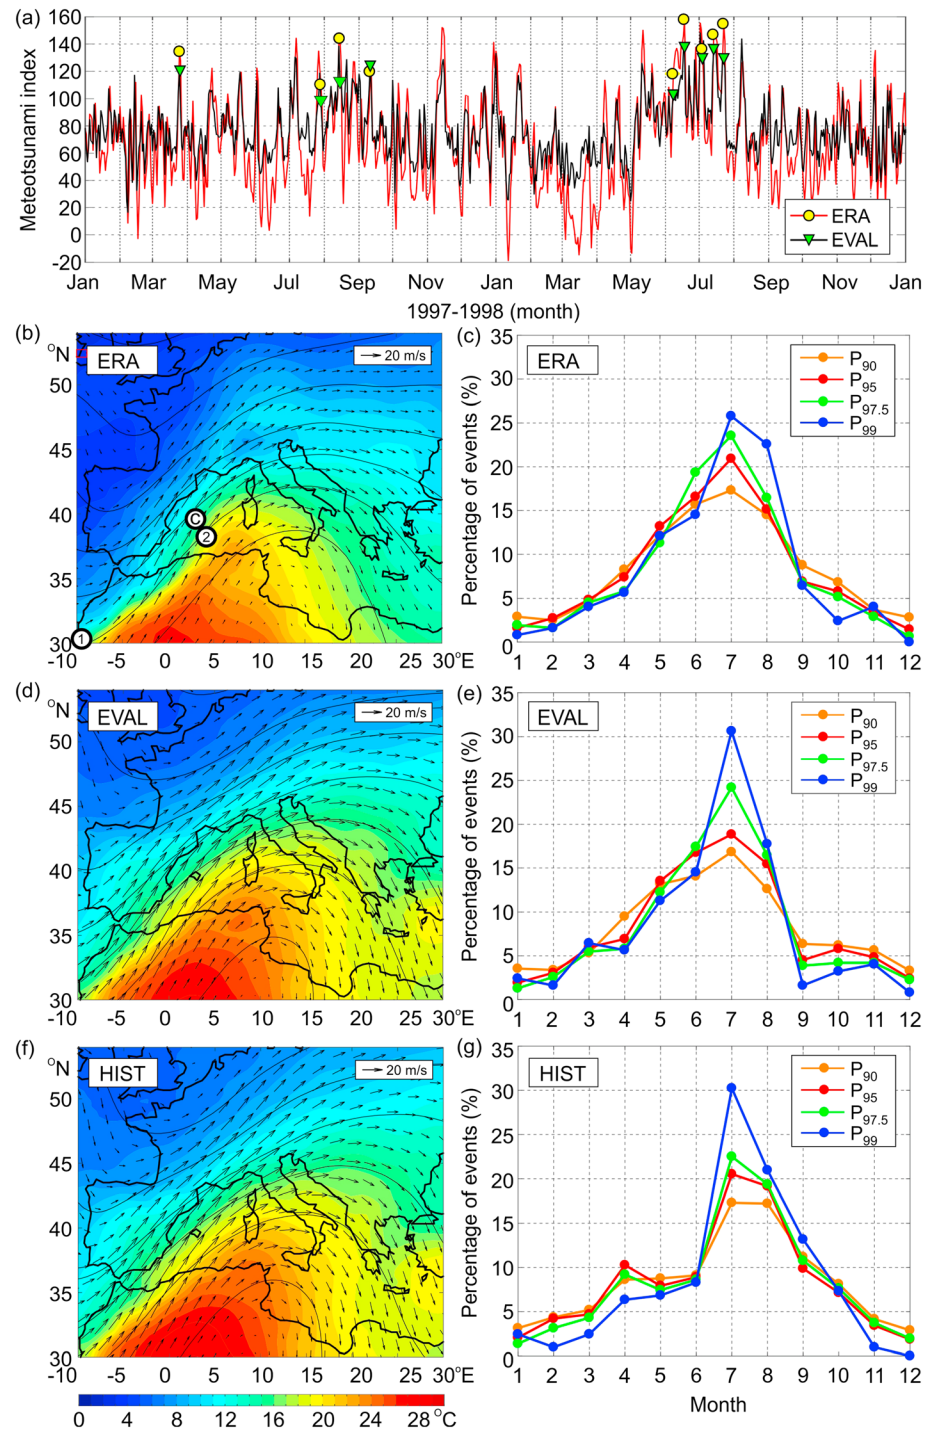 (a)
160
140
120
100
80
60
40
20
0
-20
Meteotsunami index
ERA
EVAL
Jan Mar May Jul Sep Nov Jan Mar May Jul Sep Nov Jan
1997-1998 (month)
(b)
°N
50
45
40
35
30
ERA
20 m/s
C
2
1
-10 -5 0 5 10 15 20 25 30°E
(c)
35
30
25
20
15
10
5
0
Percentage of events (%)
ERA
P90
P95
P97.5
P99
1 2 3 4 5 6 7 8 9 10 11 12
(d)
°N
50
45
40
35
30
EVAL
20 m/s
-10 -5 0 5 10 15 20 25 30°E
(e)
35
30
25
20
15
10
5
0
Percentage of events (%)
EVAL
P90
P95
P97.5
P99
1 2 3 4 5 6 7 8 9 10 11 12
(f)
°N
50
45
40
35
30
HIST
20 m/s
-10 -5 0 5 10 15 20 25 30°E
(g)
35
30
25
20
15
10
5
0
Percentage of events (%)
HIST
P90
P95
P97.5
P99
1 2 3 4 5 6 7 8 9 10 11 12
Month
0 4 8 12 16 20 24 28 °C